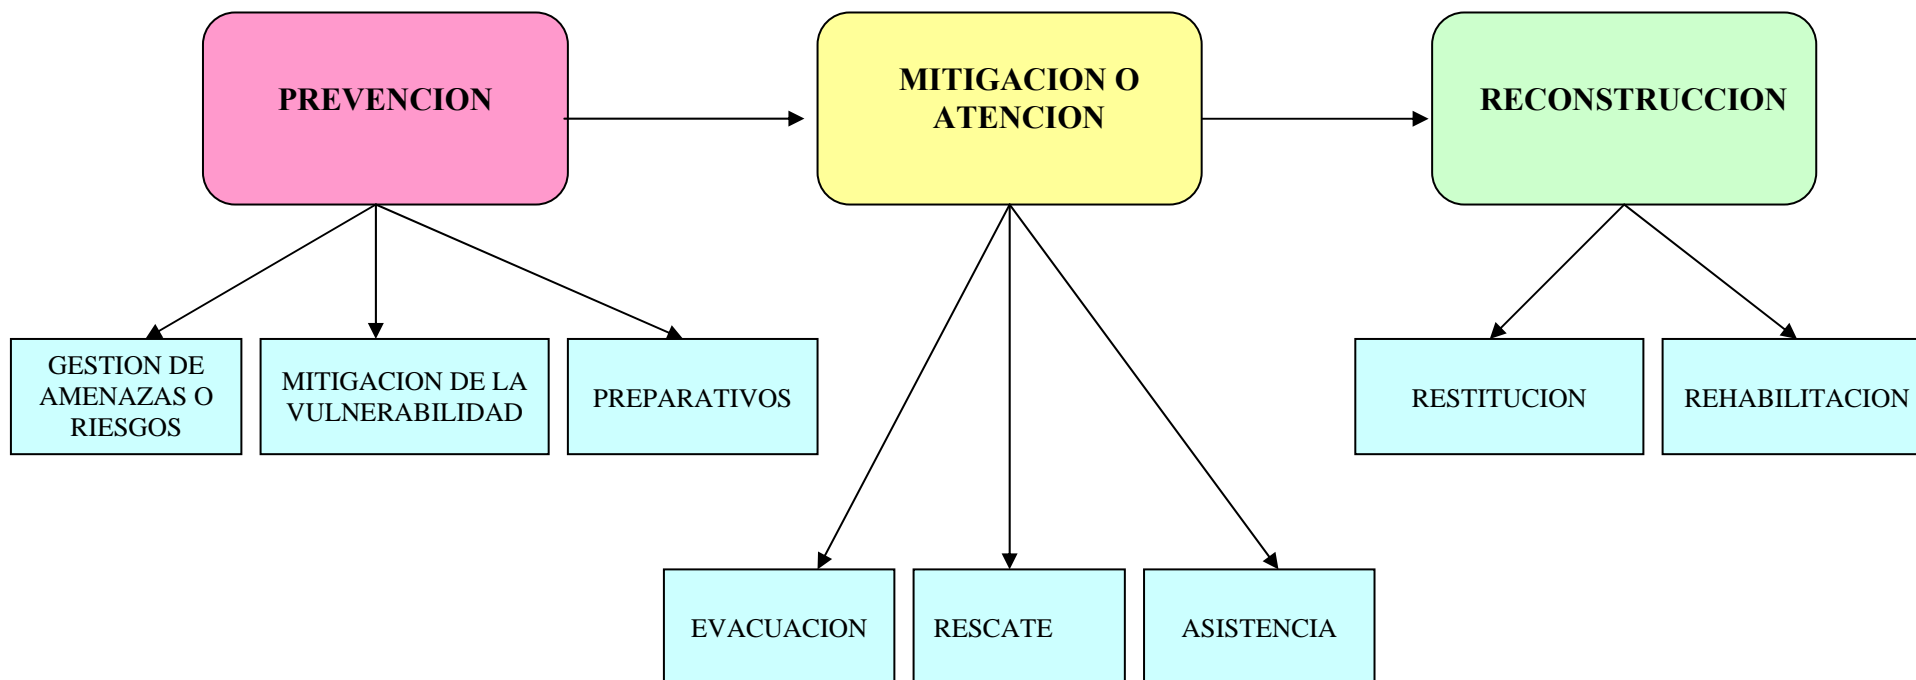 PREVENCION
MITIGACION O
ATENCION
RECONSTRUCCION
GESTION DE
AMENAZAS O
RIESGOS
MITIGACION DE LA
VULNERABILIDAD
PREPARATIVOS
RESTITUCION
REHABILITACION
EVACUACION
RESCATE
ASISTENCIA